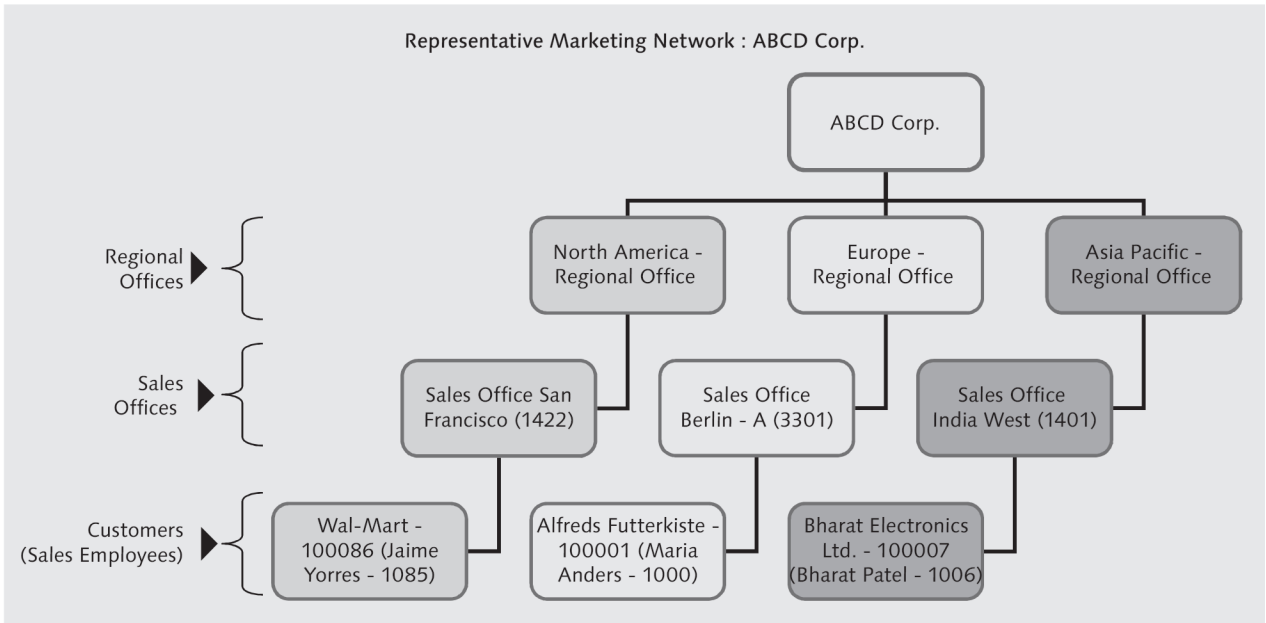 Representative Marketing Network : ABCD Corp.
ABCD Corp.
Regional
Offices
North America -
Regional Office
Europe -
Regional Office
Asia Pacific -
Regional Office
Sales
Offices
Sales Office San
Francisco (1422)
Sales Office
Berlin - A (3301)
Sales Office
India West (1401)
Customers
(Sales Employees)
Wal-Mart -
100086 (Jaime
Yorres - 1085)
Alfreds Futterkiste -
100001 (Maria
Anders - 1000)
Bharat Electronics
Ltd. - 100007
(Bharat Patel - 1006)